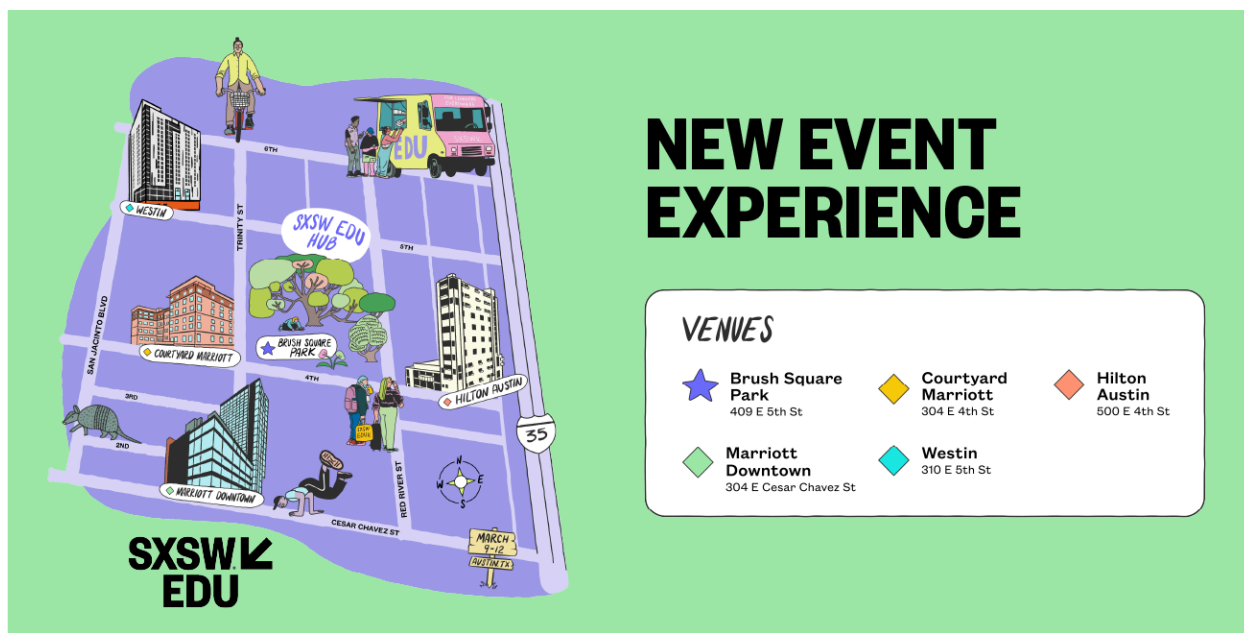 6TH
EDU
WESTIN
TRINITY ST
SXSW EDU
HUB
5TH
SAN JACINTO BLVD
COURTYARD MARRIOTT
BRUSH SQUARE
PARK
4TH
HILTON AUSTIN
3RD
2ND
35
MARRIOTT DOWNTOWN
RED RIVER ST
N
W
E
S
CESAR CHAVEZ ST
MARCH
9-12
AUSTIN, TX
SXSW
EDU
NEW EVENT
EXPERIENCE
VENUES
Brush Square
Park
409 E 5th St
Courtyard
Marriott
304 E 4th St
Hilton
Austin
500 E 4th St
Marriott
Downtown
304 E Cesar Chavez St
Westin
310 E 5th St